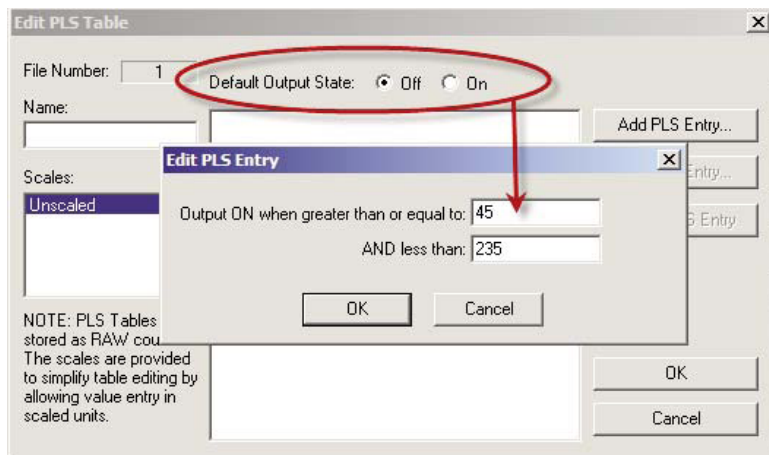 Edit PLS Table
File Number: 1
Default Output State: Off On
Name:
Add PLS Entry...
Edit PLS Entry
Entry...
Scales:
Unscaled
Output ON when greater than or equal to: 45
S Entry
AND less than: 235
OK Cancel
NOTE: PLS Tables
stored as RAW cou
The scales are provided
to simplify table editing by
allowing value entry in
scaled units.
OK
Cancel